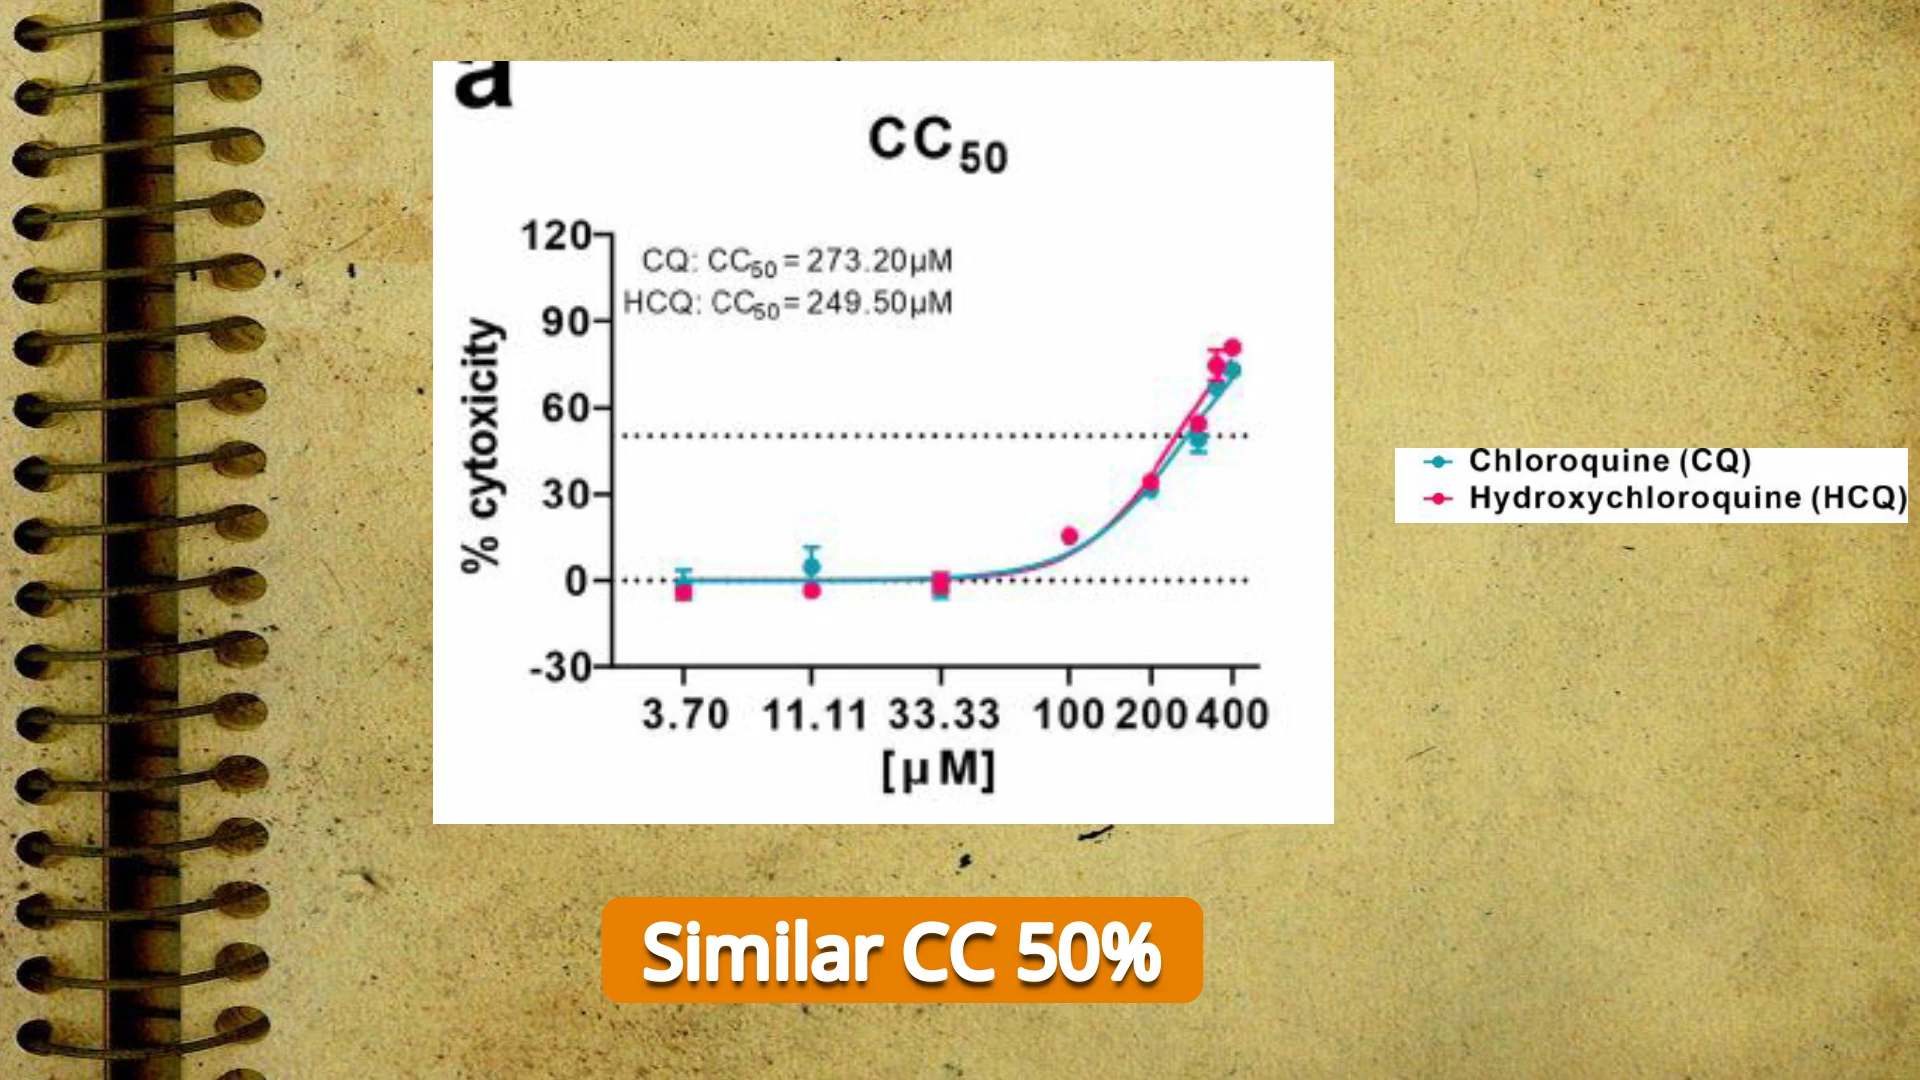 a
CC50
120
90
60
30
0
-30
CQ: CC50 = 273.20µM
HCQ: CC50 = 249.50µM
% cytoxicity
3.70 11.11 33.33 100 200 400
[µM]
Chloroquine (CQ)
Hydroxychloroquine (HCQ)
Similar CC 50%